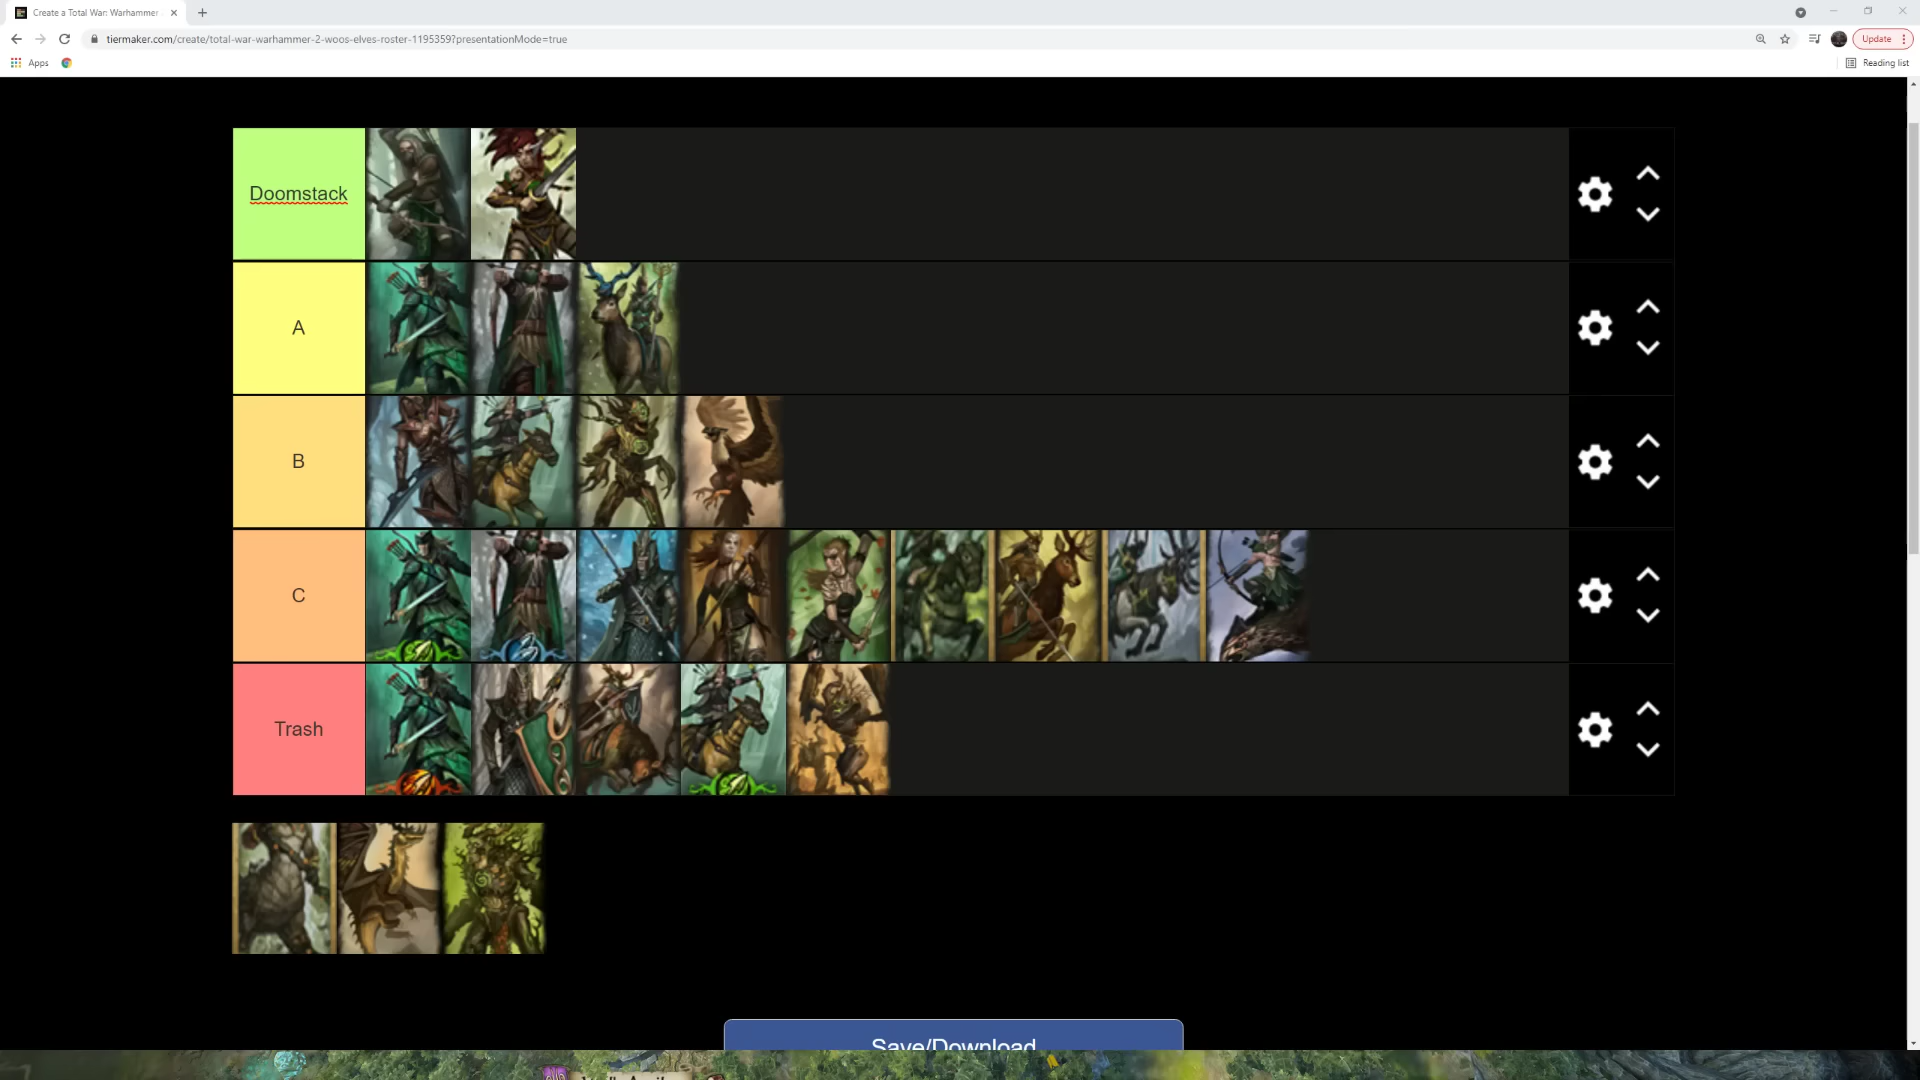 Create a Total War: Warhammer
tiermaker.com/create/total-war-warhammer-2-woos-elves-roster-1195359?presentationMode=true
Update
Apps
Reading list
Doomstack
A
B
C
Trash
Save/Download